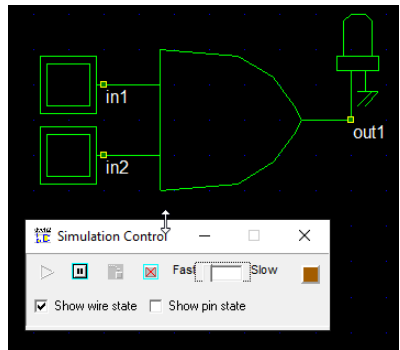 in1
out1
in2
Simulation Control
Fast Slow
Show wire state Show pin state